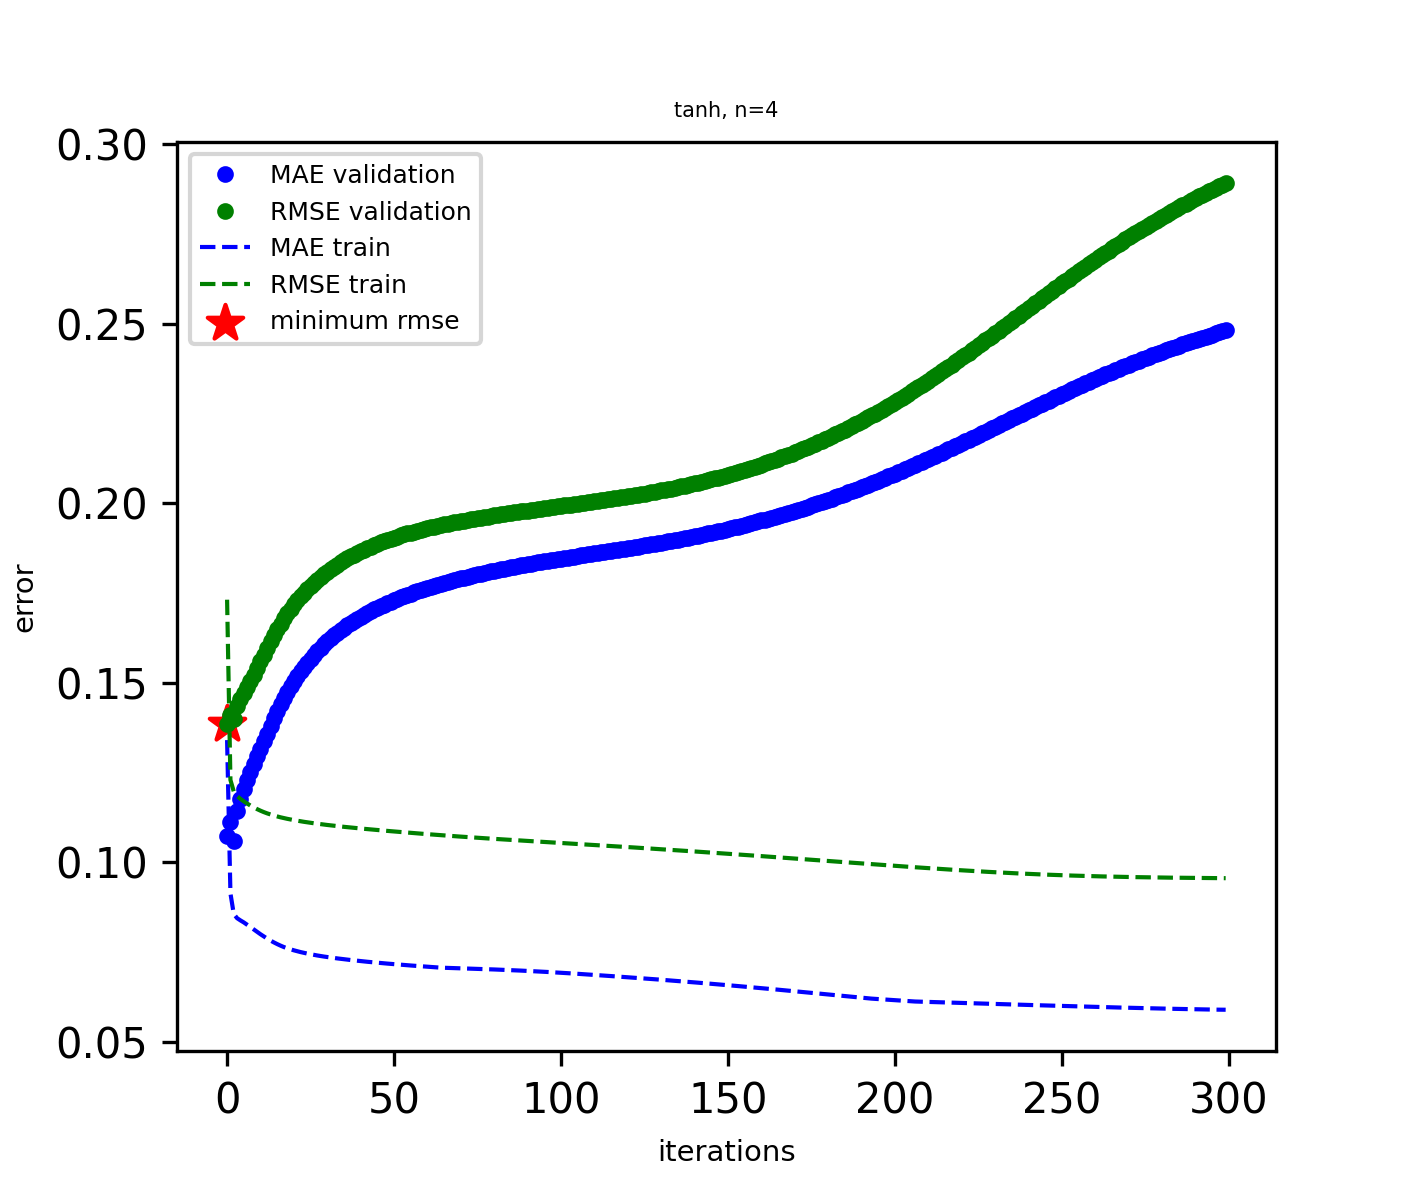 tanh, n=4
0.30
0.25
0.20
0.15
0.10
0.05
error
MAE validation
RMSE validation
MAE train
RMSE train
minimum rmse
0 50 100 150 200 250 300
iterations